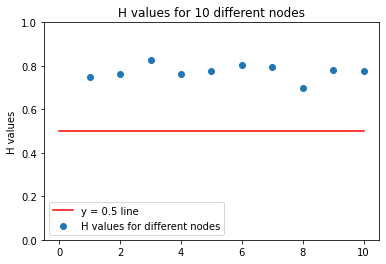 H values for 10 different nodes
1.0
0.8
0.6
0.4
0.2
0.0
H values
y = 0.5 line
H values for different nodes
0 2 4 6 8 10